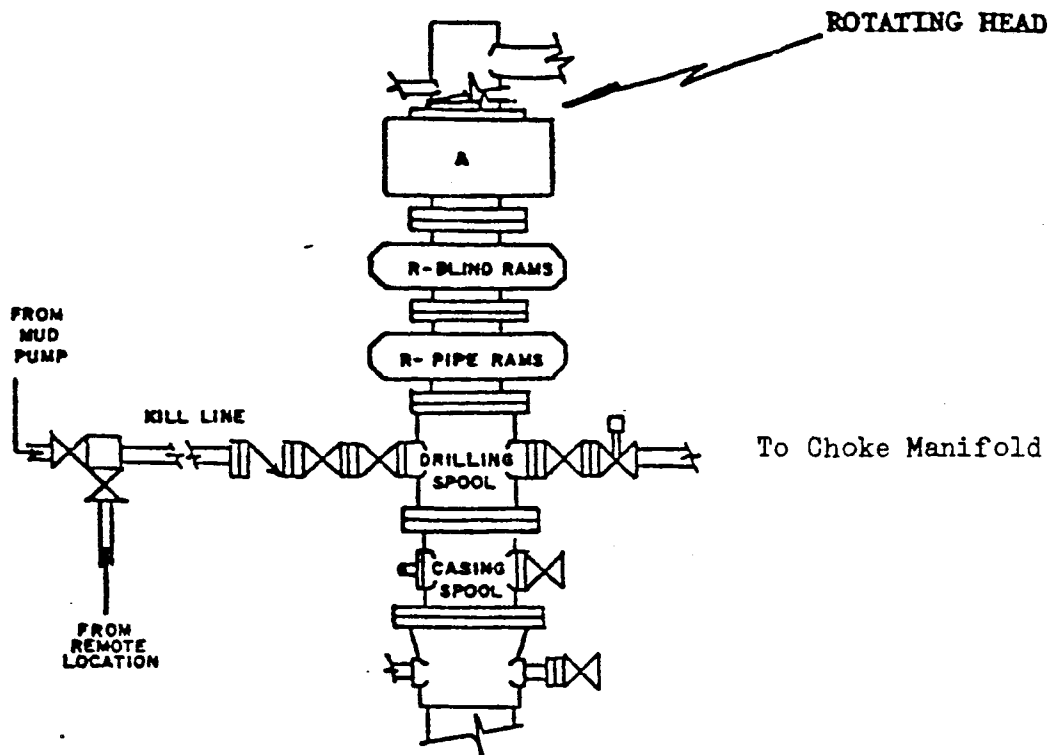 ROTATING HEAD
A
R-BLIND RAMS
FROM
MUD
PUMP
R- PIPE RAMS
KILL LINE
To Choke Manifold
DRILLING
SPOOL
CASING
SPOOL
FROM
REMOTE
LOCATION